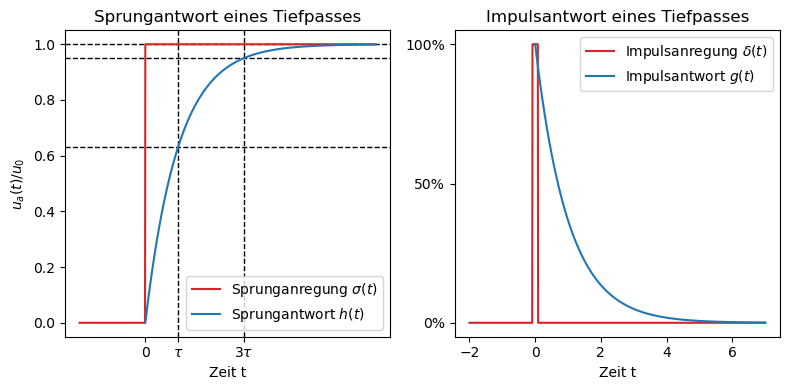 Sprungantwort eines Tiefpasses
1.0
0.8
0.6
0.4
0.2
0.0
u_a(t)/u_0
0
τ
3τ
Zeit t
Sprunganregung σ(t)
Sprungantwort h(t)
Impulsantwort eines Tiefpasses
100%
50%
0%
−2
0
2
4
6
Zeit t
Impulsanregung δ(t)
Impulsantwort g(t)